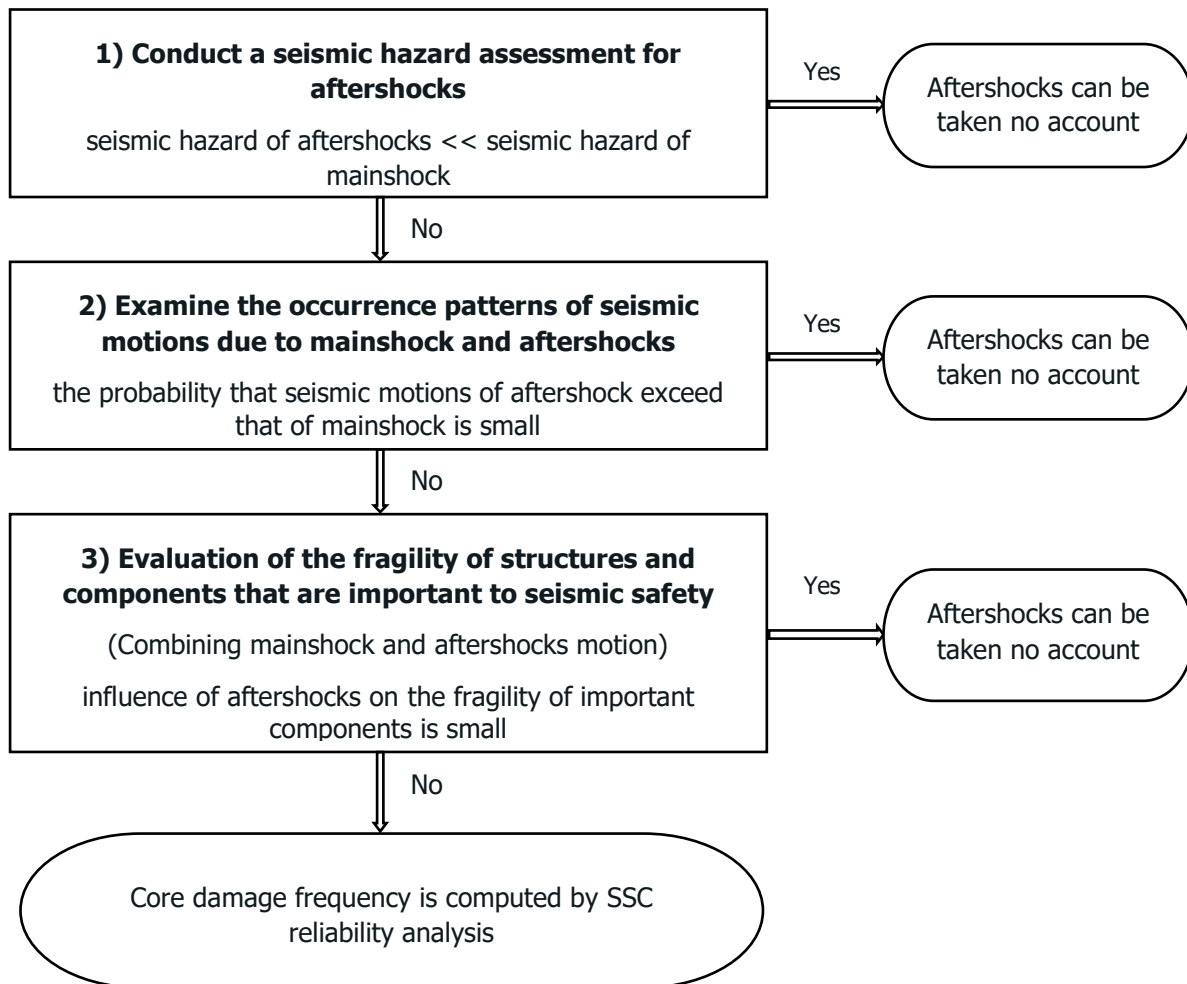 1) Conduct a seismic hazard assessment for
aftershocks
seismic hazard of aftershocks << seismic hazard of
mainshock
Yes
Aftershocks can be
taken no account
No
2) Examine the occurrence patterns of seismic
motions due to mainshock and aftershocks
the probability that seismic motions of aftershock exceed
that of mainshock is small
Yes
Aftershocks can be
taken no account
No
3) Evaluation of the fragility of structures and
components that are important to seismic safety
(Combining mainshock and aftershocks motion)
influence of aftershocks on the fragility of important
components is small
Yes
Aftershocks can be
taken no account
No
Core damage frequency is computed by SSC
reliability analysis